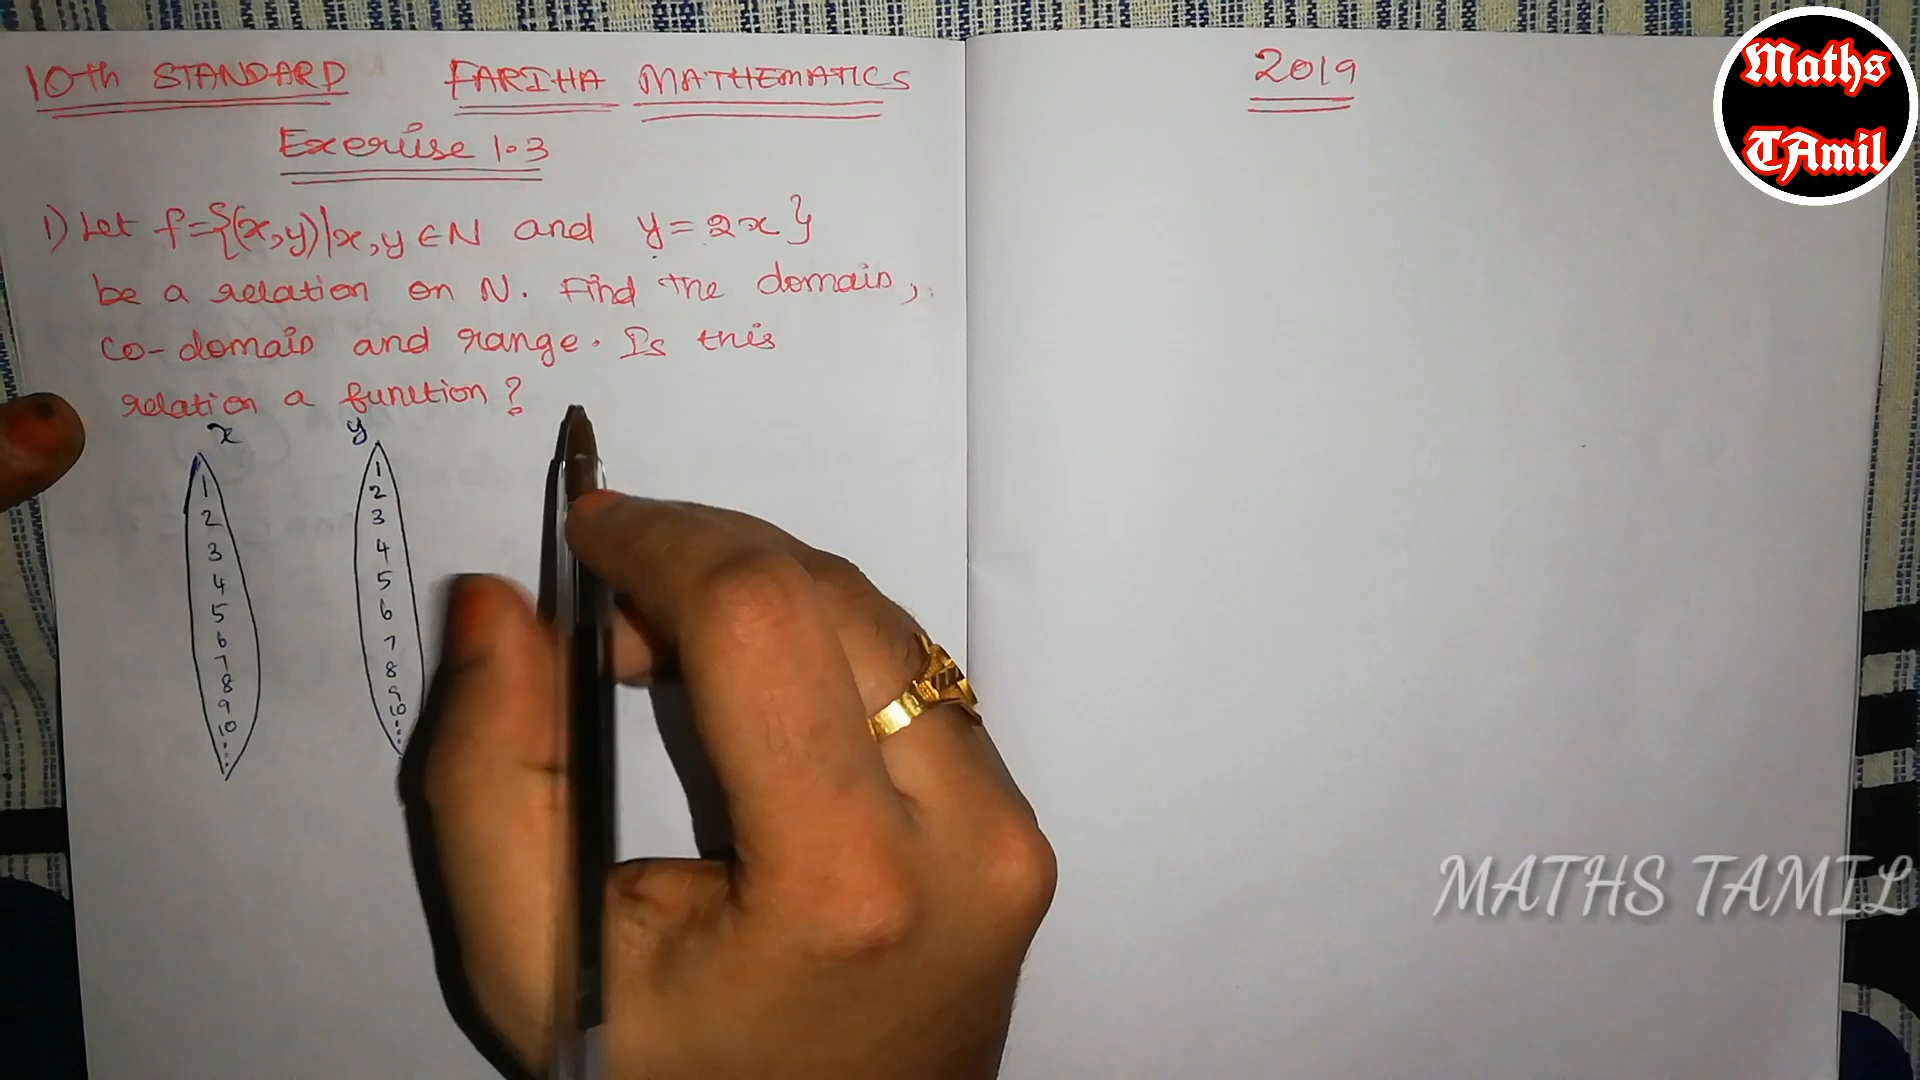 10th STANDARD FARIHA MATHEMATICS
Exercise 1.3
1) Let f={(x,y)|x,y ∈ N and y = 2x}
be a relation on N. Find the domain,
co-domain and range. Is this
relation a function?
x
1
2
3
4
5
6
7
8
9
10
⋮
y
1
2
3
4
5
6
7
8
9
10
⋮
2019
Maths
TAmil
MATHS TAMIL